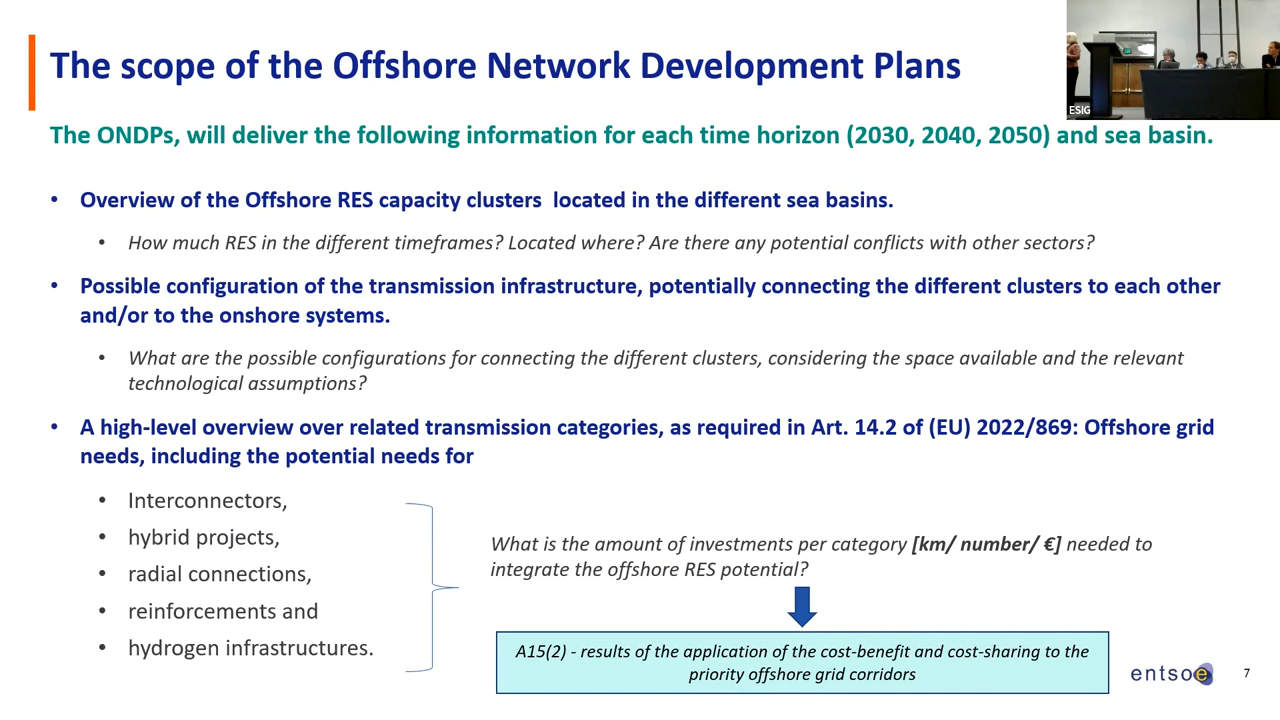 The scope of the Offshore Network Development Plans
ESIG
The ONDPs, will deliver the following information for each time horizon (2030, 2040, 2050) and sea basin.
• Overview of the Offshore RES capacity clusters located in the different sea basins.
• How much RES in the different timeframes? Located where? Are there any potential conflicts with other sectors?
• Possible configuration of the transmission infrastructure, potentially connecting the different clusters to each other
and/or to the onshore systems.
• What are the possible configurations for connecting the different clusters, considering the space available and the relevant
technological assumptions?
• A high-level overview over related transmission categories, as required in Art. 14.2 of (EU) 2022/869: Offshore grid
needs, including the potential needs for
• Interconnectors,
• hybrid projects,
• radial connections,
• reinforcements and
• hydrogen infrastructures.
What is the amount of investments per category [km/ number/ €] needed to
integrate the offshore RES potential?
A15(2) - results of the application of the cost-benefit and cost-sharing to the
priority offshore grid corridors
entsoe
7